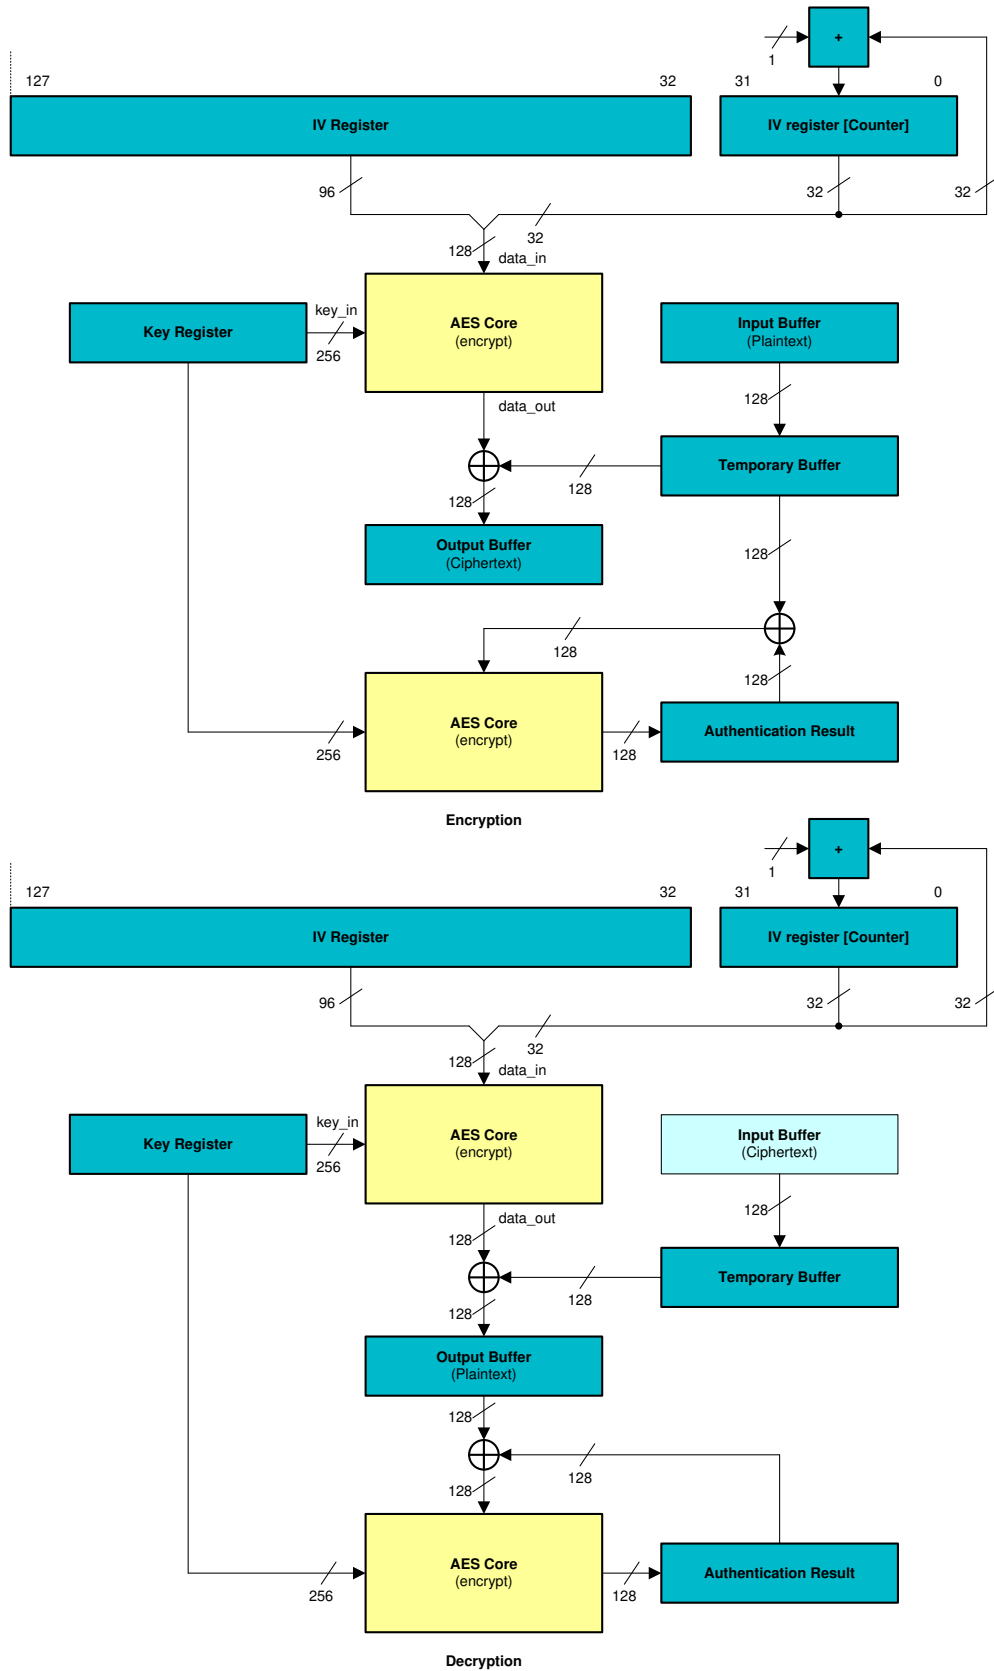 +
1
127
32
31
0
IV Register
IV register [Counter]
96
32
32
32
128
data_in
Key Register
key_in
256
AES Core
(encrypt)
Input Buffer
(Plaintext)
128
data_out
Temporary Buffer
128
128
Output Buffer
(Ciphertext)
128
128
128
AES Core
(encrypt)
256
128
Authentication Result
Encryption
+
1
127
32
31
0
IV Register
IV register [Counter]
96
32
32
32
128
data_in
Key Register
key_in
256
AES Core
(encrypt)
Input Buffer
(Ciphertext)
128
data_out
128
Temporary Buffer
128
128
Output Buffer
(Plaintext)
128
128
128
AES Core
(encrypt)
256
128
Authentication Result
Decryption